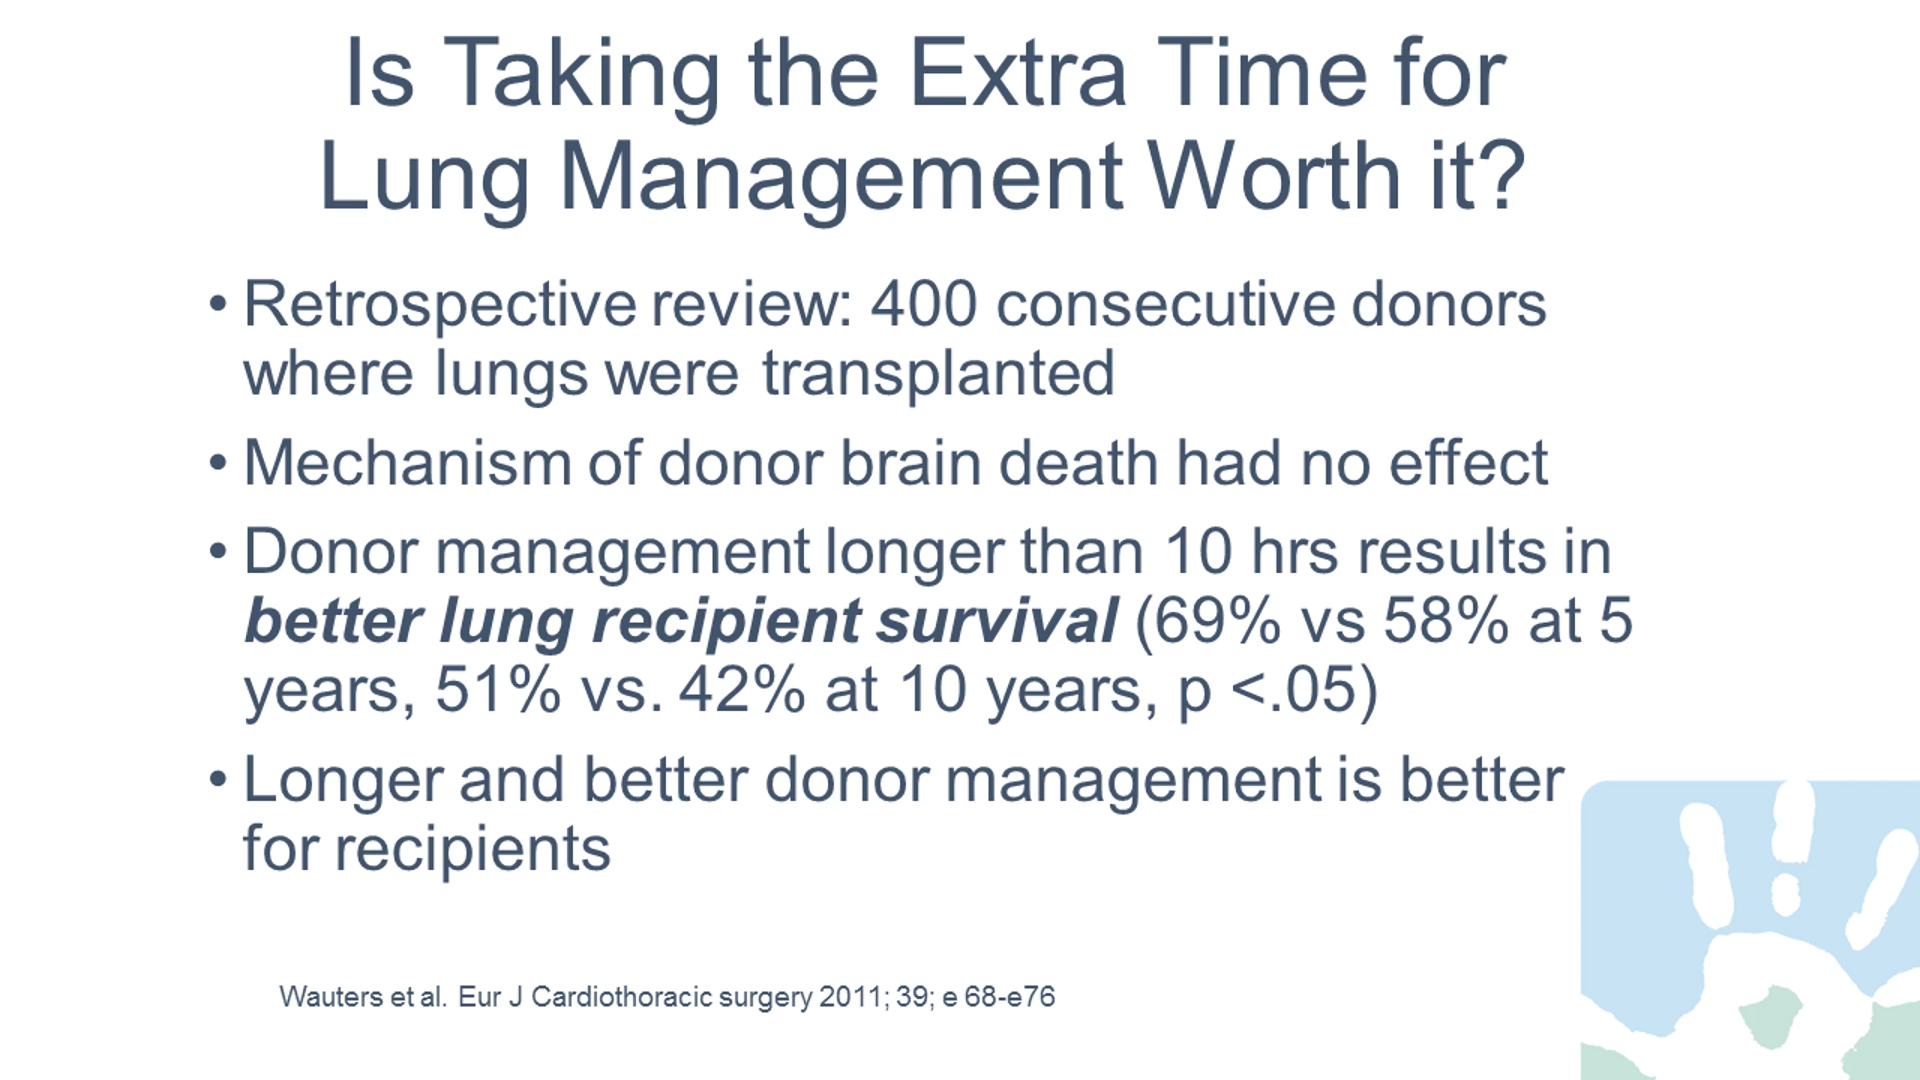 Is Taking the Extra Time for
Lung Management Worth it?
• Retrospective review: 400 consecutive donors
where lungs were transplanted
• Mechanism of donor brain death had no effect
• Donor management longer than 10 hrs results in
better lung recipient survival (69% vs 58% at 5
years, 51% vs. 42% at 10 years, p <.05)
• Longer and better donor management is better
for recipients
Wauters et al. Eur J Cardiothoracic surgery 2011; 39; e 68-e76